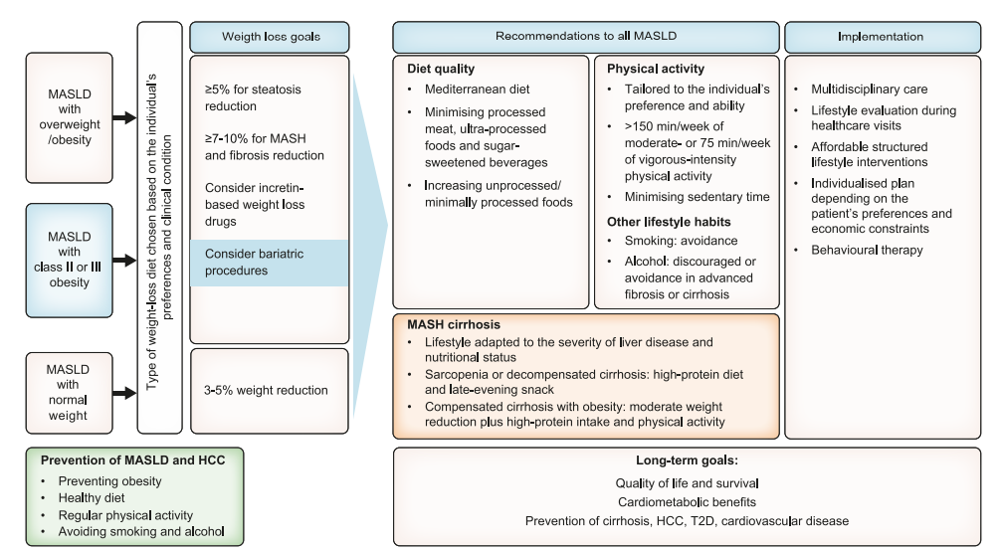 MASLD
with
overweight
/obesity
MASLD
with
class II or III
obesity
MASLD
with
normal
weight
Type of weight-loss diet chosen based on the individual's
preferences and clinical condition
Weigth loss goals
≥5% for steatosis
reduction
≥7-10% for MASH
and fibrosis reduction
Consider incretin-
based weight loss
drugs
Consider bariatric
procedures
3-5% weight reduction
Recommendations to all MASLD
Diet quality
• Mediterranean diet
• Minimising processed
meat, ultra-processed
foods and sugar-
sweetened beverages
• Increasing unprocessed/
minimally processed foods
Physical activity
• Tailored to the individual's
preference and ability
• >150 min/week of
moderate- or 75 min/week
of vigorous-intensity
physical activity
• Minimising sedentary time
Other lifestyle habits
• Smoking: avoidance
• Alcohol: discouraged or
avoidance in advanced
fibrosis or cirrhosis
MASH cirrhosis
• Lifestyle adapted to the severity of liver disease and
nutritional status
• Sarcopenia or decompensated cirrhosis: high-protein diet
and late-evening snack
• Compensated cirrhosis with obesity: moderate weight
reduction plus high-protein intake and physical activity
Implementation
• Multidisciplinary care
• Lifestyle evaluation during
healthcare visits
• Affordable structured
lifestyle interventions
• Individualised plan
depending on the
patient's preferences and
economic constraints
• Behavioural therapy
Prevention of MASLD and HCC
• Preventing obesity
• Healthy diet
• Regular physical activity
• Avoiding smoking and alcohol
Long-term goals:
Quality of life and survival
Cardiometabolic benefits
Prevention of cirrhosis, HCC, T2D, cardiovascular disease